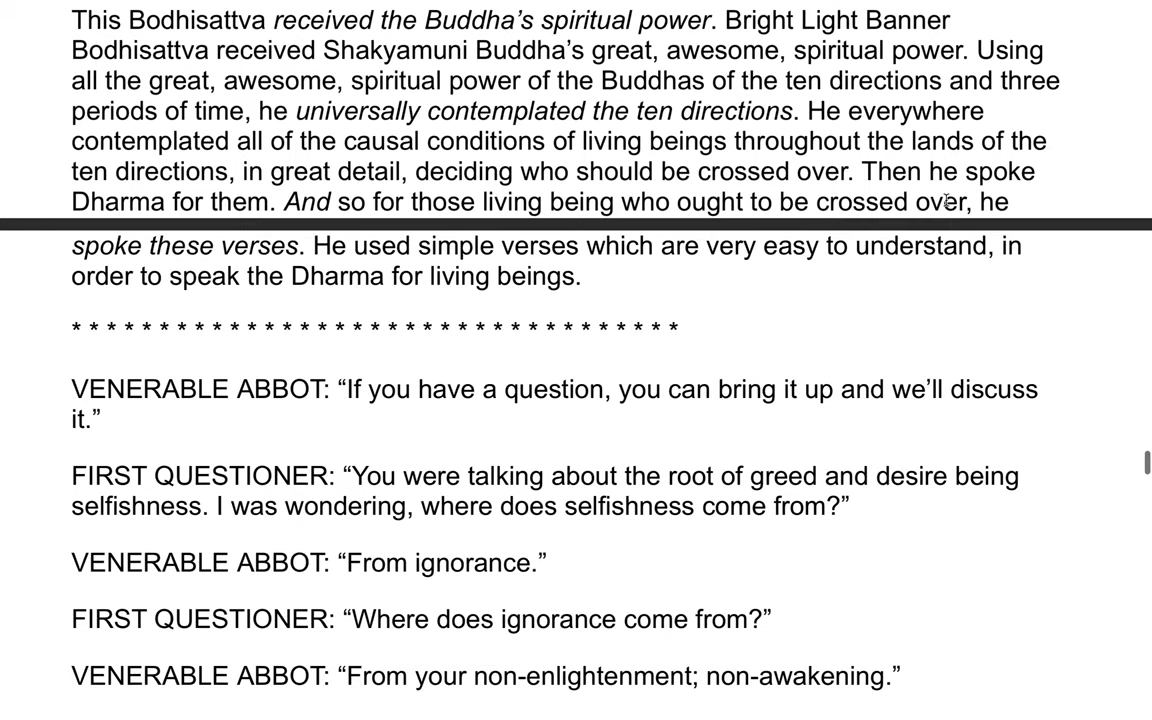 This Bodhisattva received the Buddha’s spiritual power. Bright Light Banner
Bodhisattva received Shakyamuni Buddha’s great, awesome, spiritual power. Using
all the great, awesome, spiritual power of the Buddhas of the ten directions and three
periods of time, he universally contemplated the ten directions. He everywhere
contemplated all of the causal conditions of living beings throughout the lands of the
ten directions, in great detail, deciding who should be crossed over. Then he spoke
Dharma for them. And so for those living being who ought to be crossed over, he
spoke these verses. He used simple verses which are very easy to understand, in
order to speak the Dharma for living beings.
* * * * * * * * * * * * * * * * * * * * * * * * * * * * * * * * * * *
VENERABLE ABBOT: “If you have a question, you can bring it up and we’ll discuss
it.”
FIRST QUESTIONER: “You were talking about the root of greed and desire being
selfishness. I was wondering, where does selfishness come from?”
VENERABLE ABBOT: “From ignorance.”
FIRST QUESTIONER: “Where does ignorance come from?”
VENERABLE ABBOT: “From your non-enlightenment; non-awakening.”